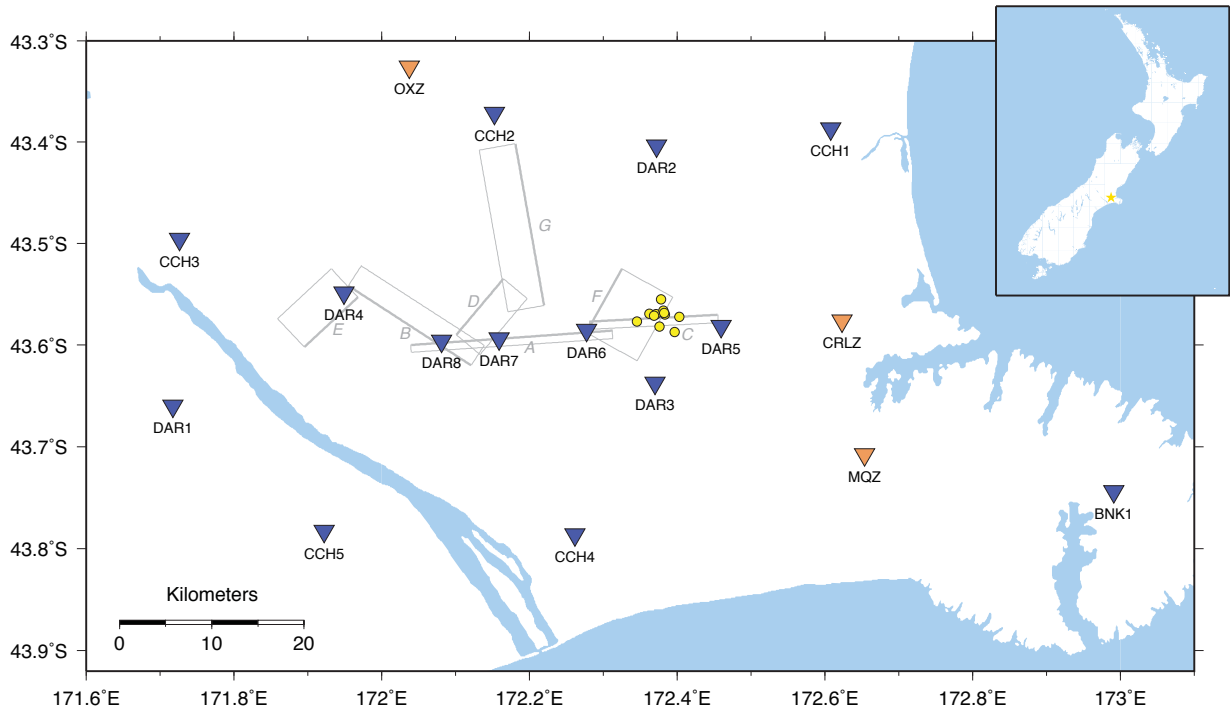 43.3˚S
OXZ
CCH2
43.4˚S
CCH1
DAR2
G
43.5˚S
CCH3
D
F
DAR4
E
B
A
C
43.6˚S
DAR8
DAR7
DAR6
DAR5
CRLZ
DAR3
DAR1
43.7˚S
MQZ
BNK1
43.8˚S
CCH5
CCH4
Kilometers
0 10 20
43.9˚S
171.6˚E 171.8˚E 172˚E 172.2˚E 172.4˚E 172.6˚E 172.8˚E 173˚E